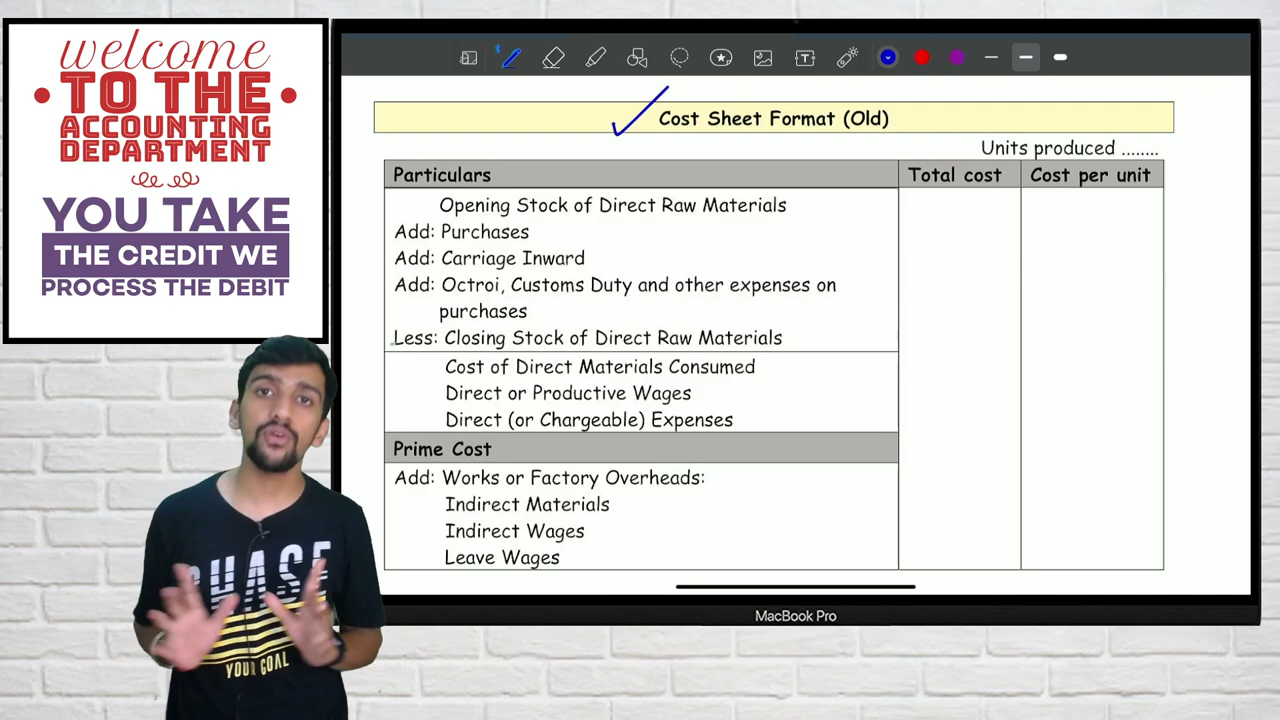 welcome
TO THE
ACCOUNTING
DEPARTMENT
YOU TAKE
THE CREDIT WE
PROCESS THE DEBIT
Cost Sheet Format (Old)
Units produced ........
Particulars Total cost Cost per unit
Opening Stock of Direct Raw Materials
Add: Purchases
Add: Carriage Inward
Add: Octroi, Customs Duty and other expenses on
purchases
Less: Closing Stock of Direct Raw Materials
Cost of Direct Materials Consumed
Direct or Productive Wages
Direct (or Chargeable) Expenses
Prime Cost
Add: Works or Factory Overheads:
Indirect Materials
Indirect Wages
Leave Wages
MacBook Pro
CHASE
YOUR GOAL